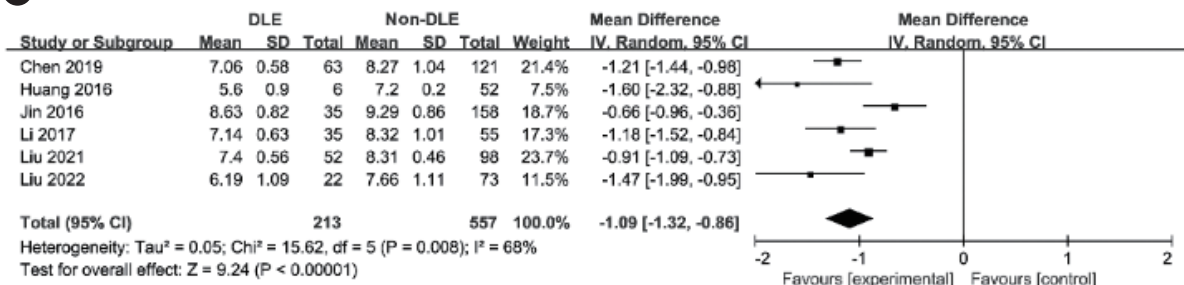 DLE Non-DLE Mean Difference Mean Difference
Study or Subgroup Mean SD Total Mean SD Total Weight IV. Random. 95% CI IV. Random. 95% CI
Chen 2019 7.06 0.58 63 8.27 1.04 121 21.4% -1.21 [-1.44, -0.98]
Huang 2016 5.6 0.9 6 7.2 0.2 52 7.5% -1.60 [-2.32, -0.88]
Jin 2016 8.63 0.82 35 9.29 0.86 158 18.7% -0.66 [-0.96, -0.36]
Li 2017 7.14 0.63 35 8.32 1.01 55 17.3% -1.18 [-1.52, -0.84]
Liu 2021 7.4 0.56 52 8.31 0.46 98 23.7% -0.91 [-1.09, -0.73]
Liu 2022 6.19 1.09 22 7.66 1.11 73 11.5% -1.47 [-1.99, -0.95]
Total (95% CI) 213 557 100.0% -1.09 [-1.32, -0.86]
Heterogeneity: Tau² = 0.05; Chi² = 15.62, df = 5 (P = 0.008); I² = 68%
Test for overall effect: Z = 9.24 (P < 0.00001)
-2 -1 0 1 2
Favours [experimental] Favours [control]